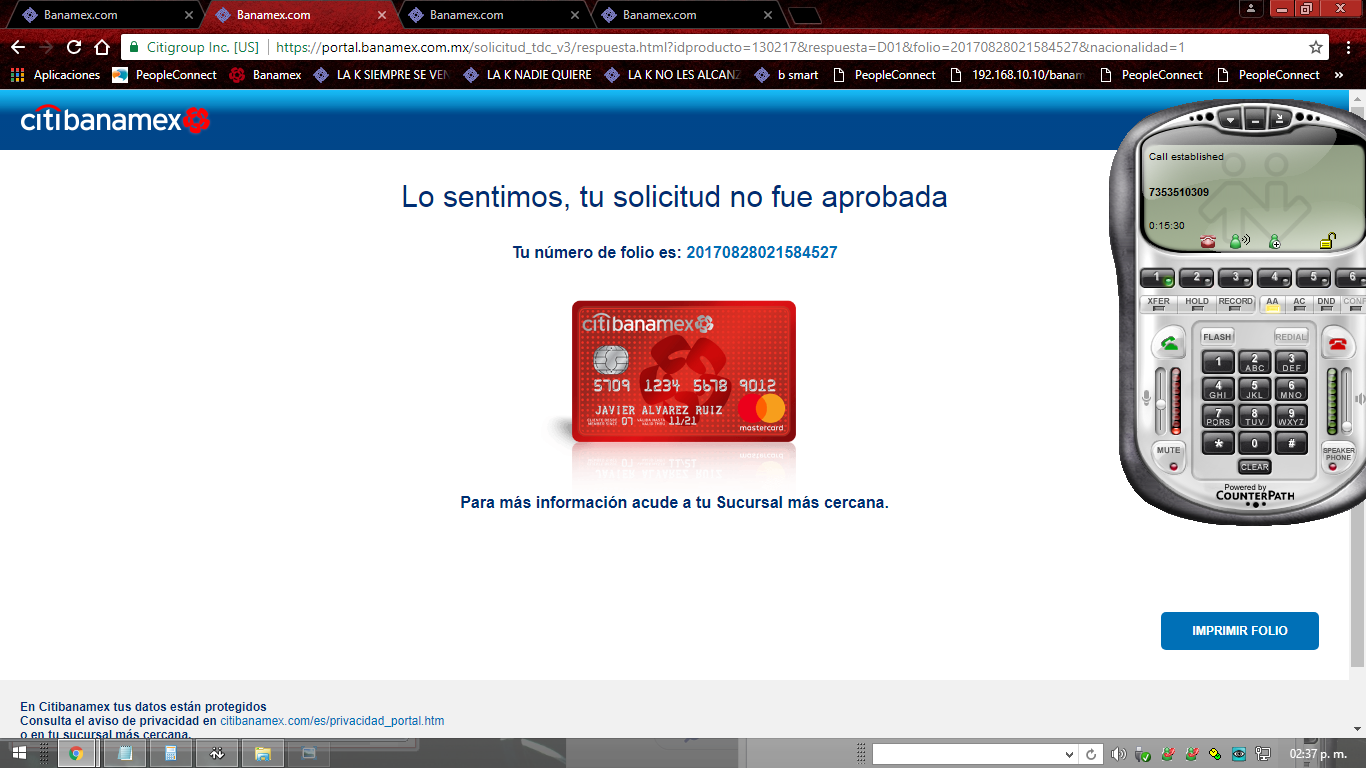 Banamex.com
Banamex.com
Banamex.com
Banamex.com
Citigroup Inc. [US] https://portal.banamex.com.mx/solicitud_tdc_v3/respuesta.html?idproducto=130217&respuesta=D01&folio=20170828021584527&nacionalidad=1
Aplicaciones PeopleConnect Banamex LA K SIEMPRE SE VEN LA K NADIE QUIERE LA K NO LES ALCANZ b smart PeopleConnect 192.168.10.10/banam PeopleConnect PeopleConnect »
citibanamex
Lo sentimos, tu solicitud no fue aprobada
Tu número de folio es: 20170828021584527
citibanamex
5709 1234 5678 9012
JAVIER ALVAREZ RUIZ
CLIENTE DESDE
MEMBER SINCE 07 VALIDA HASTA
VALID THRU 11/21
mastercard
Para más información acude a tu Sucursal más cercana.
IMPRIMIR FOLIO
En Citibanamex tus datos están protegidos
Consulta el aviso de privacidad en citibanamex.com/es/privacidad_portal.htm
o en tu sucursal más cercana.
Call established
7353510309
0:15:30
1 2 3 4 5 6
XFER HOLD RECORD AA AC DND CONF
FLASH REDIAL
1 2 ABC 3 DEF
4 GHI 5 JKL 6 MNO
7 PQRS 8 TUV 9 WXYZ
* 0 #
MUTE CLEAR SPEAKER PHONE
Powered by
COUNTERPATH
02:37 p. m.